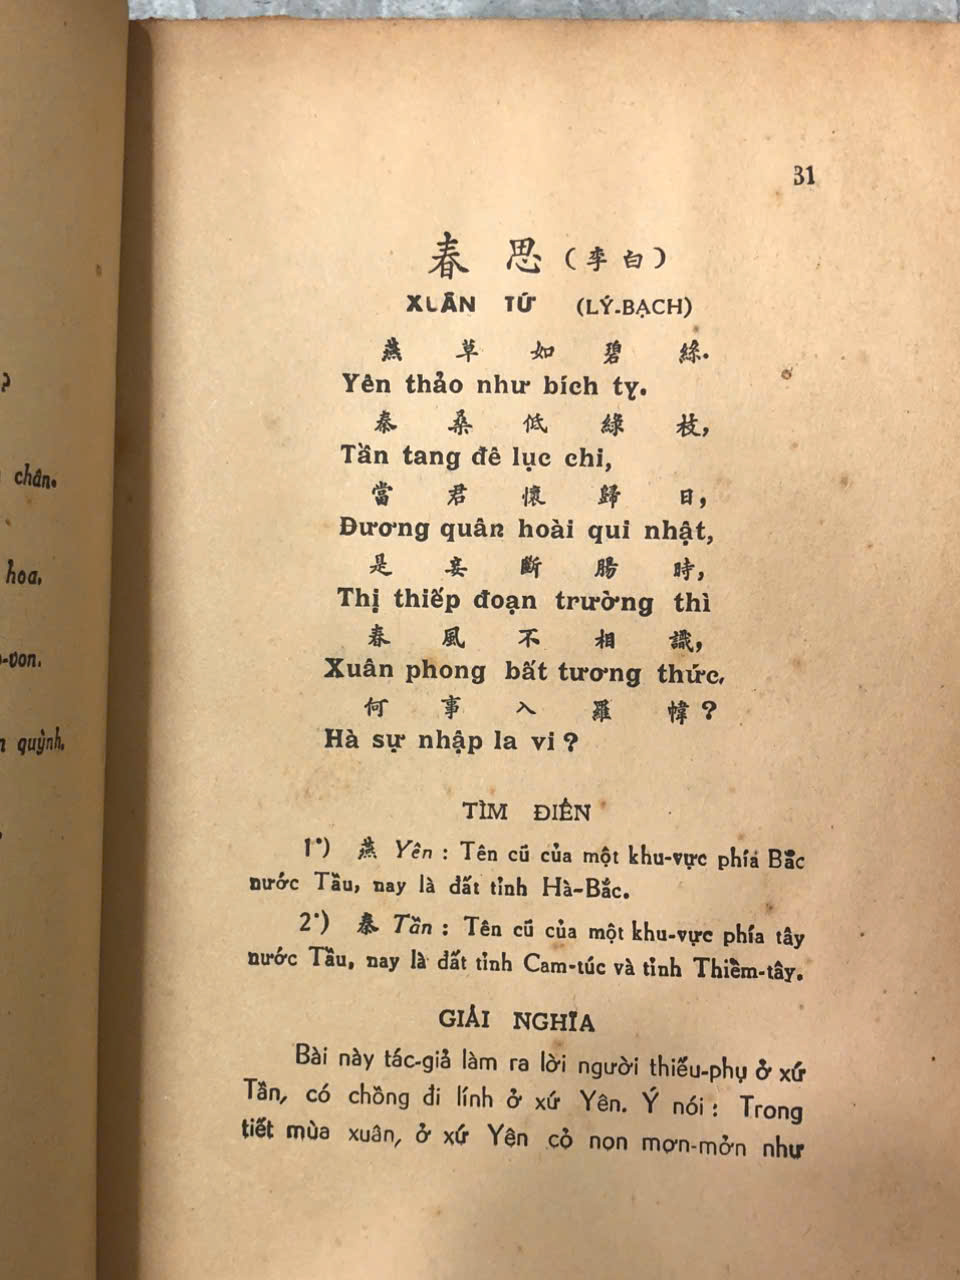 ?
chân.
hoa.
quỳnh.
31
春 思 (李白)
XUÂN TỨ (LÝ-BẠCH)
燕 草 如 碧 絲.
Yên thảo như bích ty.
秦 桑 低 綠 枝,
Tần tang đê lục chi,
當 君 懷 歸 日,
Đương quân hoài qui nhật,
是 妾 斷 腸 時,
Thị thiếp đoạn trường thì
春 風 不 相 識,
Xuân phong bất tương thức,
何 事 入 羅 幃?
Hà sự nhập la vi?
TÌM ĐIỂN
1°) 燕 Yên : Tên cũ của một khu-vực phía Bắc
nước Tầu, nay là đất tỉnh Hà-Bắc.
2°) 秦 Tần : Tên cũ của một khu-vực phía tây
nước Tầu, nay là đất tỉnh Cam-túc và tỉnh Thiềm-tây.
GIẢI NGHĨA
Bài này tác-giả làm ra lời người thiếu-phụ ở xứ
Tần, có chồng đi lính ở xứ Yên. Ý nói : Trong
tiết mùa xuân, ở xứ Yên cỏ non mợn-mởn như